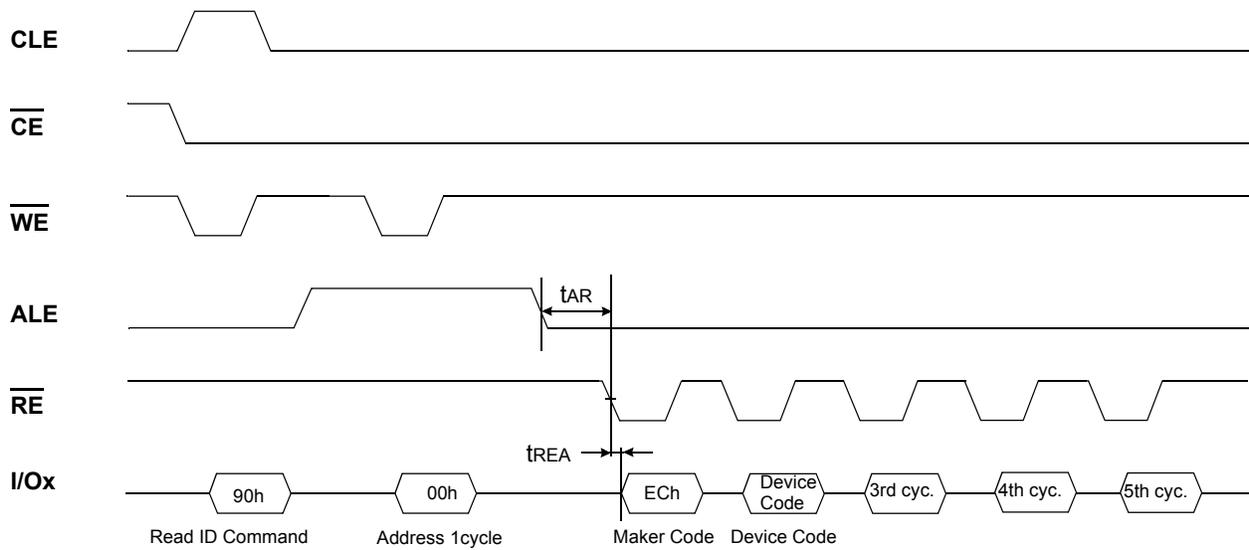 CLE
CE
WE
ALE
tAR
RE
tREA
I/Ox
90h
00h
ECh
Device
Code
3rd cyc.
4th cyc.
5th cyc.
Read ID Command
Address 1cycle
Maker Code
Device Code